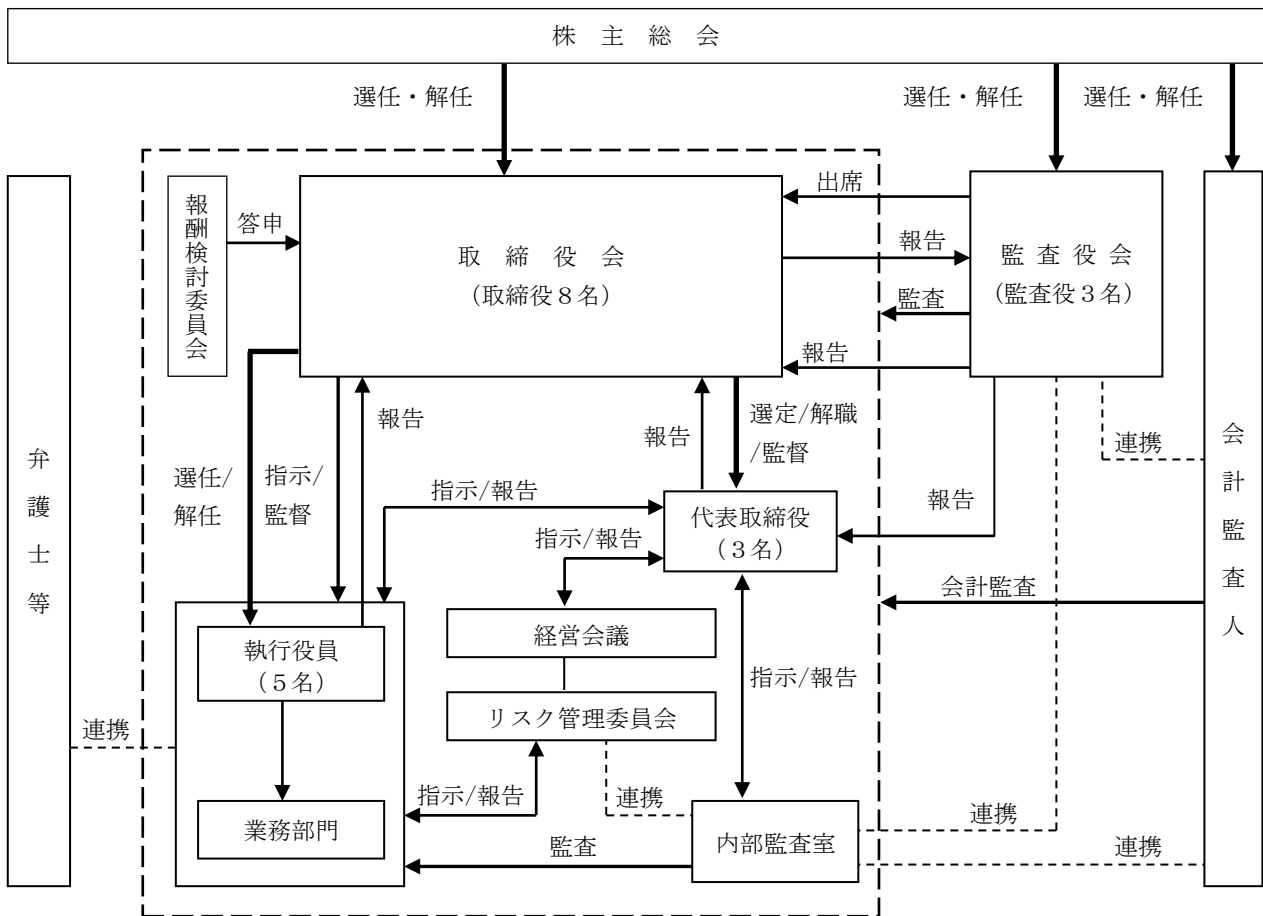 株主総会
選任・解任
選任・解任
選任・解任
報酬検討委員会
答申
取締役会
(取締役8名)
出席
報告
監査
報告
監査役会
(監査役3名)
弁護士等
会計監査人
選任/
解任
指示/
監督
報告
報告
選定/解職
/監督
連携
報告
指示/報告
指示/報告
代表取締役
(3名)
会計監査
執行役員
(5名)
経営会議
リスク管理委員会
指示/報告
連携
業務部門
指示/報告
連携
監査
内部監査室
連携
連携